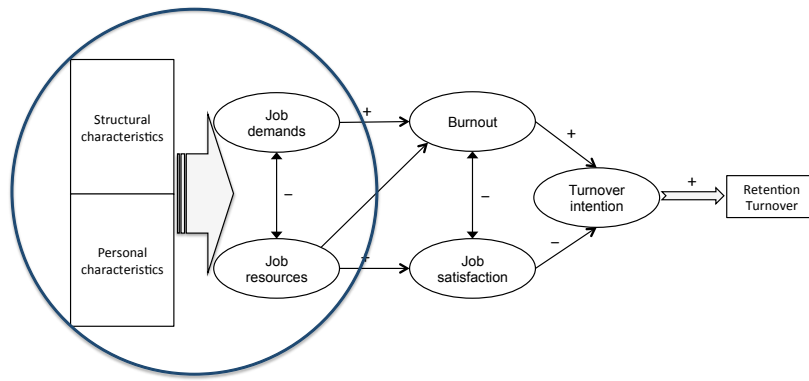 Structural
characteristics
Personal
characteristics
Job
demands
–
Job
resources
+
+
Burnout
–
Job
satisfaction
+
–
Turnover
intention
+
Retention
Turnover